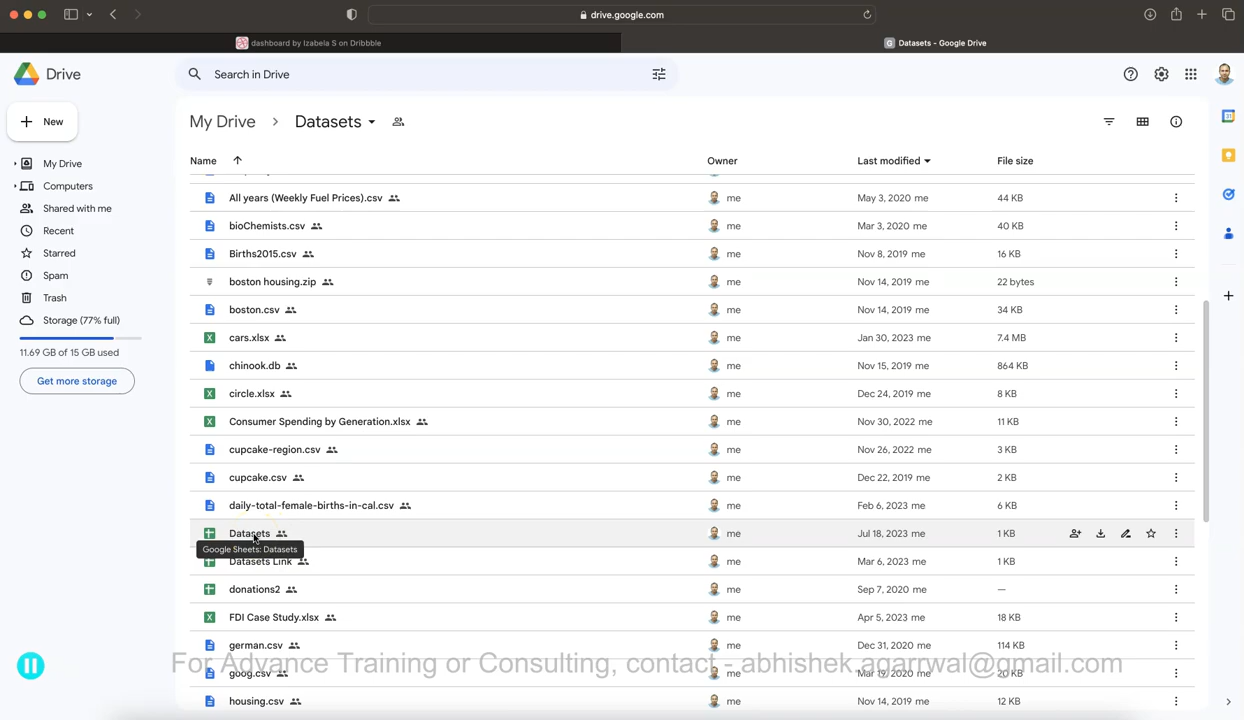 drive.google.com
dashboard by Izabela S on Dribbble
Datasets - Google Drive
Drive
Search in Drive
New
My Drive
Computers
Shared with me
Recent
Starred
Spam
Trash
Storage (77% full)
11.69 GB of 15 GB used
Get more storage
My Drive > Datasets
Name Owner Last modified File size
All years (Weekly Fuel Prices).csv me May 3, 2020 me 44 KB
bioChemists.csv me Mar 3, 2020 me 40 KB
Births2015.csv me Nov 8, 2019 me 16 KB
boston housing.zip me Nov 14, 2019 me 22 bytes
boston.csv me Nov 14, 2019 me 34 KB
cars.xlsx me Jan 30, 2023 me 7.4 MB
chinook.db me Nov 15, 2019 me 864 KB
circle.xlsx me Dec 24, 2019 me 8 KB
Consumer Spending by Generation.xlsx me Nov 30, 2022 me 11 KB
cupcake-region.csv me Nov 26, 2022 me 3 KB
cupcake.csv me Dec 22, 2019 me 2 KB
daily-total-female-births-in-cal.csv me Feb 6, 2023 me 6 KB
Datasets me Jul 18, 2023 me 1 KB
Google Sheets: Datasets
Datasets Link me Mar 6, 2023 me 1 KB
donations2 me Sep 7, 2020 me —
FDI Case Study.xlsx me Apr 5, 2023 me 18 KB
german.csv me Dec 31, 2020 me 114 KB
For Advance Training or Consulting, contact - abhishek.agarrwal@gmail.com
goog.csv me Mar 19, 2020 me 20 KB
housing.csv me Nov 14, 2019 me 12 KB